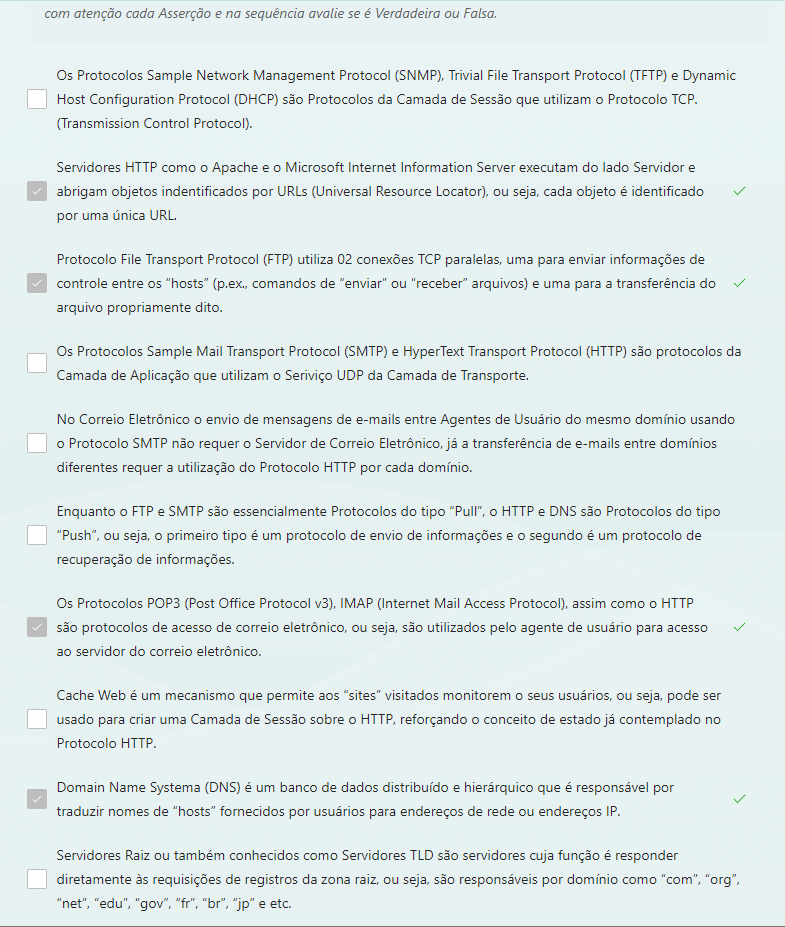 com atenção cada Asserção e na sequência avalie se é Verdadeira ou Falsa.
Os Protocolos Sample Network Management Protocol (SNMP), Trivial File Transport Protocol (TFTP) e Dynamic
Host Configuration Protocol (DHCP) são Protocolos da Camada de Sessão que utilizam o Protocolo TCP.
(Transmission Control Protocol).
Servidores HTTP como o Apache e o Microsoft Internet Information Server executam do lado Servidor e
abrigam objetos indentificados por URLs (Universal Resource Locator), ou seja, cada objeto é identificado
por uma única URL.
Protocolo File Transport Protocol (FTP) utiliza 02 conexões TCP paralelas, uma para enviar informações de
controle entre os “hosts” (p.ex., comandos de “enviar” ou “receber” arquivos) e uma para a transferência do
arquivo propriamente dito.
Os Protocolos Sample Mail Transport Protocol (SMTP) e HyperText Transport Protocol (HTTP) são protocolos da
Camada de Aplicação que utilizam o Seriviço UDP da Camada de Transporte.
No Correio Eletrônico o envio de mensagens de e-mails entre Agentes de Usuário do mesmo domínio usando
o Protocolo SMTP não requer o Servidor de Correio Eletrônico, já a transferência de e-mails entre domínios
diferentes requer a utilização do Protocolo HTTP por cada domínio.
Enquanto o FTP e SMTP são essencialmente Protocolos do tipo “Pull”, o HTTP e DNS são Protocolos do tipo
“Push”, ou seja, o primeiro tipo é um protocolo de envio de informações e o segundo é um protocolo de
recuperação de informações.
Os Protocolos POP3 (Post Office Protocol v3), IMAP (Internet Mail Access Protocol), assim como o HTTP
são protocolos de acesso de correio eletrônico, ou seja, são utilizados pelo agente de usuário para acesso
ao servidor do correio eletrônico.
Cache Web é um mecanismo que permite aos “sites” visitados monitorem o seus usuários, ou seja, pode ser
usado para criar uma Camada de Sessão sobre o HTTP, reforçando o conceito de estado já contemplado no
Protocolo HTTP.
Domain Name Systema (DNS) é um banco de dados distribuído e hierárquico que é responsável por
traduzir nomes de “hosts” fornecidos por usuários para endereços de rede ou endereços IP.
Servidores Raiz ou também conhecidos como Servidores TLD são servidores cuja função é responder
diretamente às requisições de registros da zona raiz, ou seja, são responsáveis por domínio como “com”, “org”,
“net”, “edu”, “gov”, “fr”, “br”, “jp” e etc.